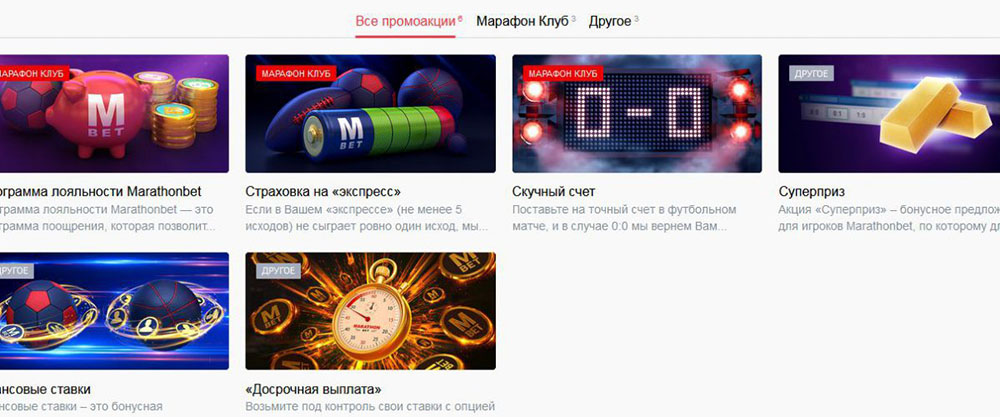 Все промоакции 6 Марафон Клуб 3 Другое 3
МАРАФОН КЛУБ
M
BET
МАРАФОН КЛУБ
M
BET
МАРАФОН КЛУБ
0-0
ДРУГОЕ
ограмма лояльности Marathonbet
грамма лояльности Marathonbet — это
грамма поощрения, которая позволит...
Страховка на «экспресс»
Если в Вашем «экспрессе» (не менее 5
исходов) не сыграет ровно один исход, мы...
Скучный счет
Поставьте на точный счет в футбольном
матче, и в случае 0:0 мы вернем Вам...
Суперприз
Акция «Суперприз» – бонусное предлож
для игроков Marathonbet, по которому дл
ДРУГОЕ
ДРУГОЕ
M
BET
MARATHON
BET
ансовые ставки
нсовые ставки – это бонусная
«Досрочная выплата»
Возьмите под контроль свои ставки с опцией